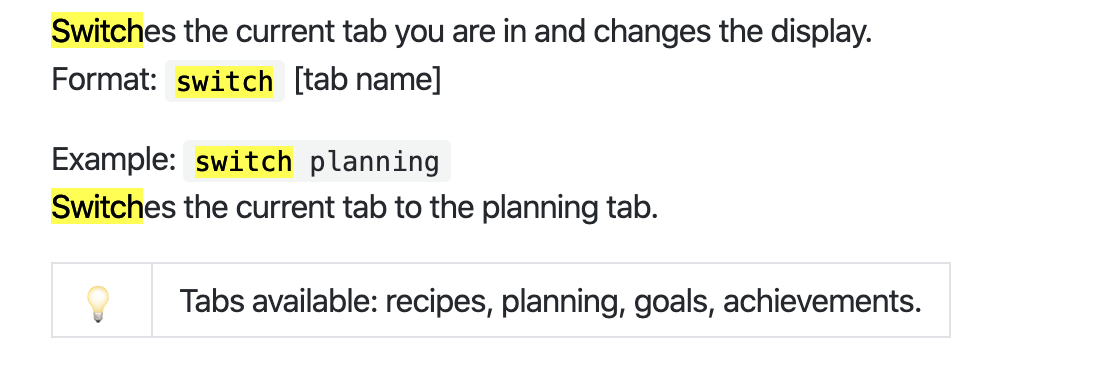 Switches the current tab you are in and changes the display.
Format: switch [tab name]
Example: switch planning
Switches the current tab to the planning tab.
Tabs available: recipes, planning, goals, achievements.